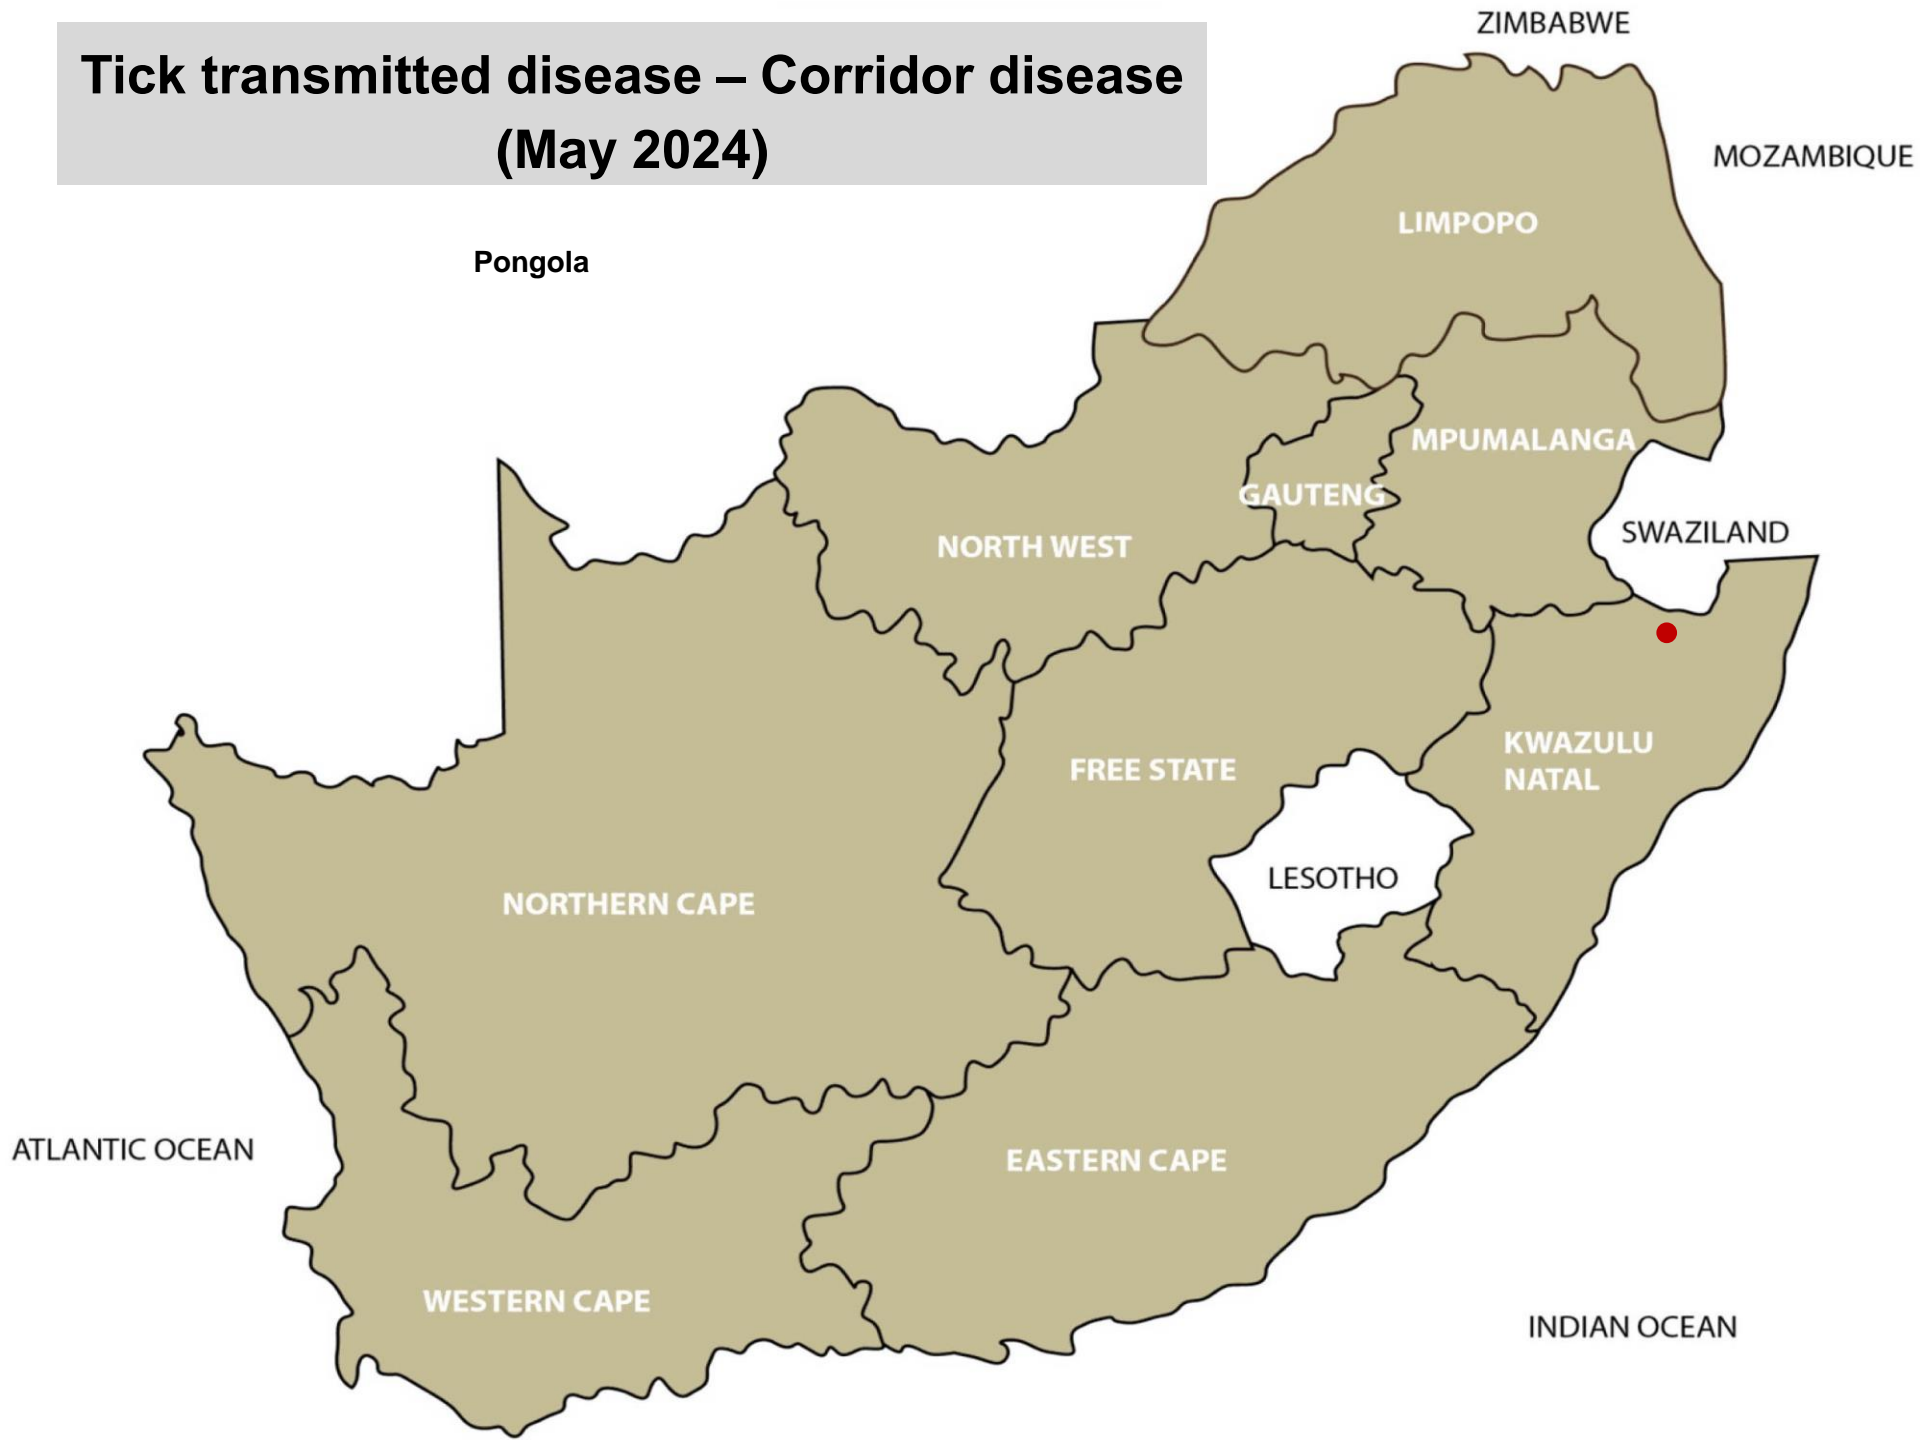 Tick transmitted disease – Corridor disease
(May 2024)
ZIMBABWE
MOZAMBIQUE
LIMPOPO
Pongola
MPUMALANGA
GAUTENG
SWAZILAND
NORTH WEST
KWAZULU
NATAL
FREE STATE
LESOTHO
NORTHERN CAPE
ATLANTIC OCEAN
EASTERN CAPE
WESTERN CAPE
INDIAN OCEAN